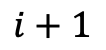 i + 1